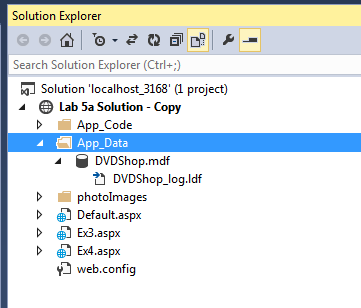 Solution Explorer
Search Solution Explorer (Ctrl+;)
Solution 'localhost_3168' (1 project)
Lab 5a Solution - Copy
App_Code
App_Data
DVDShop.mdf
DVDShop_log.ldf
photoImages
Default.aspx
Ex3.aspx
Ex4.aspx
web.config